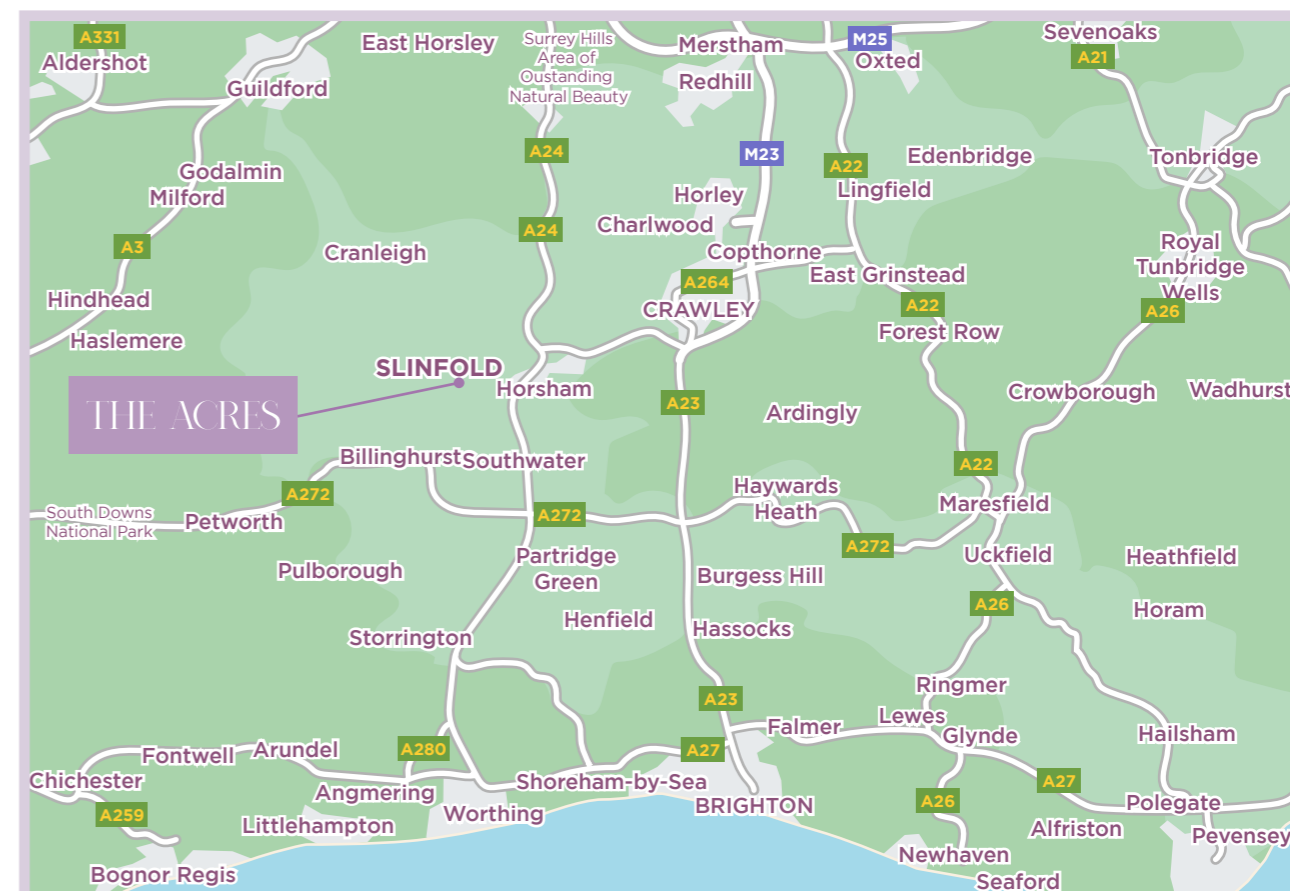 A331
Aldershot
East Horsley
Surrey Hills
Area of
Oustanding
Natural Beauty
Merstham
Redhill
M25
Oxted
Sevenoaks
A21
Guildford
A24
M23
A22
Edenbridge
Tonbridge
Godalmin
Milford
Horley
Lingfield
A3
A24
Charlwood
Cranleigh
Copthorne
Royal
Tunbridge
Wells
A264
East Grinstead
Hindhead
CRAWLEY
A22
A26
Haslemere
Forest Row
SLINFOLD
Horsham
THE ACRES
A23
Ardingly
Crowborough
Wadhurst
Billinghurst
Southwater
A22
A272
Haywards
Heath
Maresfield
South Downs
National Park
Petworth
A272
A272
Partridge
Green
Uckfield
Heathfield
Pulborough
Burgess Hill
A26
Horam
Henfield
Hassocks
Storrington
Ringmer
A23
Lewes
Falmer
Glynde
Hailsham
Fontwell
Arundel
A280
A27
Chichester
Angmering
Shoreham-by-Sea
A27
A259
Worthing
BRIGHTON
A26
Polegate
Littlehampton
Alfriston
Pevensey
Newhaven
Bognor Regis
Seaford